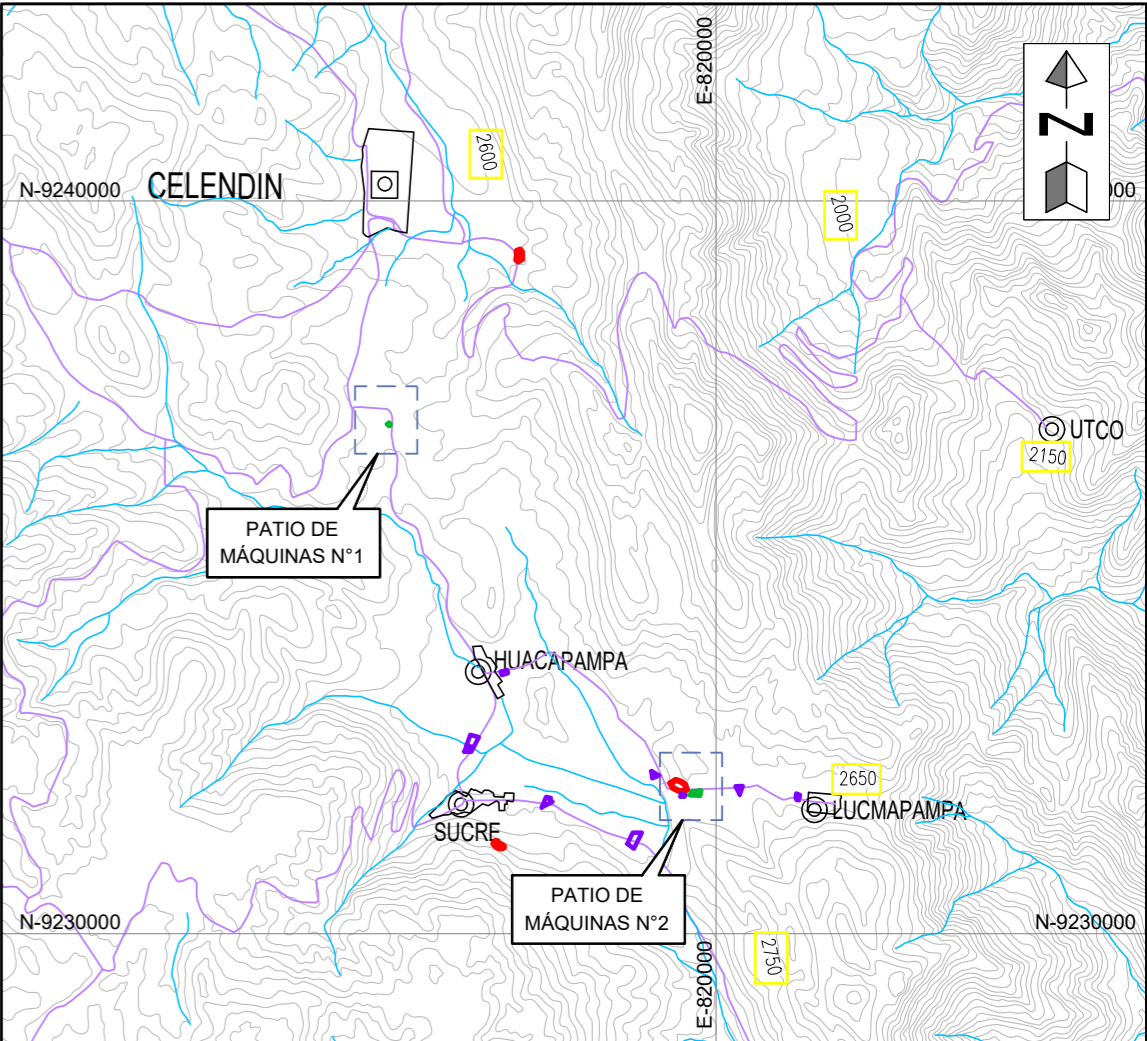 E-820000
N
2600
N-9240000
CELENDIN
2000
UTCO
2150
PATIO DE
MÁQUINAS N°1
HUACAPAMPA
2650
LUCMAPAMPA
SUCRE
PATIO DE
MÁQUINAS N°2
N-9230000
N-9230000
2750
E-820000